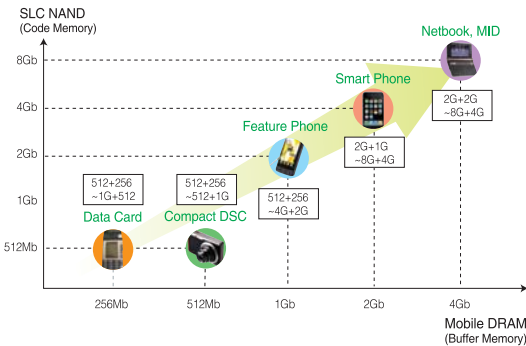 SLC NAND
(Code Memory)
Netbook, MID
8Gb
Smart Phone
2G+2G
~8G+4G
4Gb
Feature Phone
2G+1G
~8G+4G
2Gb
512+256
~1G+512
512+256
~512+1G
512+256
~4G+2G
1Gb
Data Card
Compact DSC
512Mb
256Mb
512Mb
1Gb
2Gb
4Gb
Mobile DRAM
(Buffer Memory)